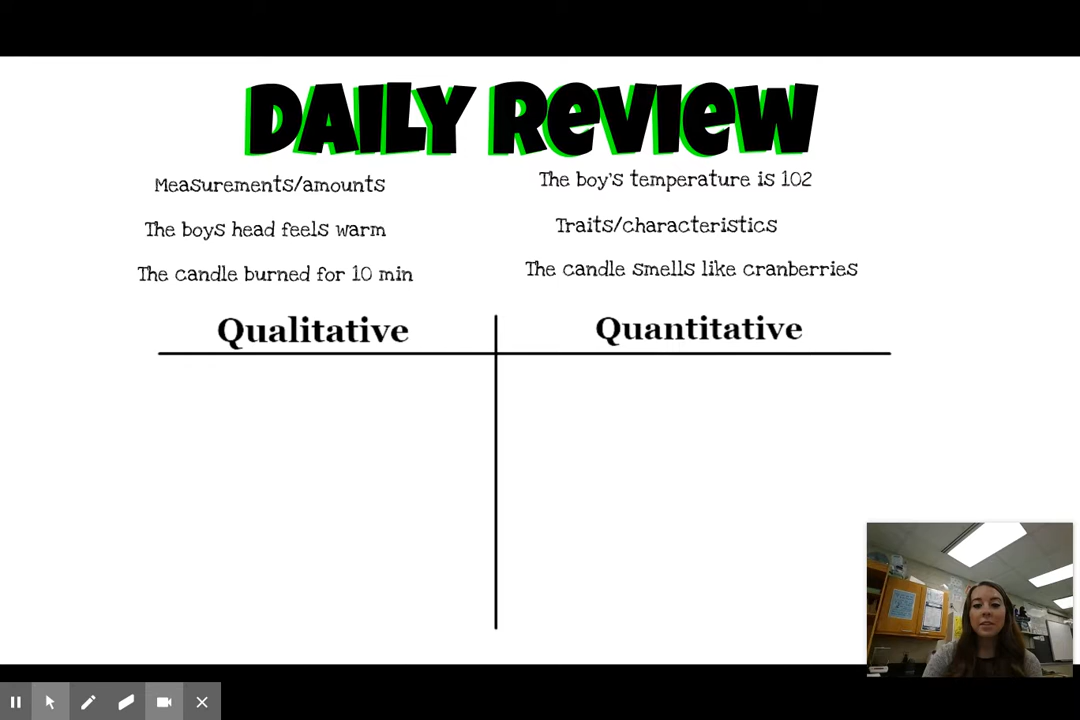 Daily Review
Measurements/amounts
The boy's temperature is 102
The boys head feels warm
Traits/characteristics
The candle burned for 10 min
The candle smells like cranberries
Qualitative
Quantitative